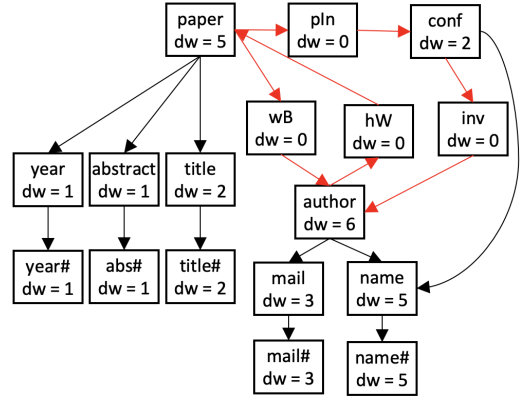 paper
dw = 5
pIn
dw = 0
conf
dw = 2
wB
dw = 0
hW
dw = 0
inv
dw = 0
year
dw = 1
abstract
dw = 1
title
dw = 2
author
dw = 6
year#
dw = 1
abs#
dw = 1
title#
dw = 2
mail
dw = 3
name
dw = 5
mail#
dw = 3
name#
dw = 5